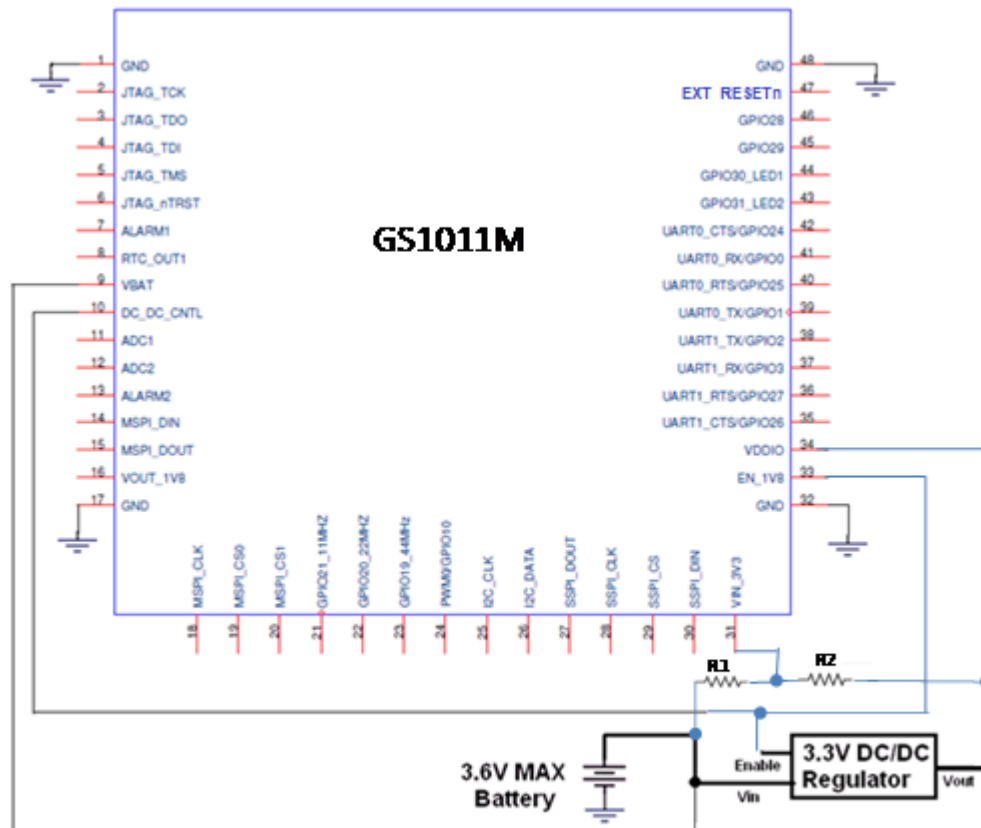 1 GND
2 JTAG_TCK
3 JTAG_TDO
4 JTAG_TDI
5 JTAG_TMS
6 JTAG_nTRST
7 ALARM1
8 RTC_OUT1
9 VBAT
10 DC_DC_CNTL
11 ADC1
12 ADC2
13 ALARM2
14 MSPI_DIN
15 MSPI_DOUT
16 VOUT_1V8
17 GND
GS1011M
GND 48
EXT RESETn 47
GPIO28 46
GPIO29 45
GPIO30_LED1 44
GPIO31_LED2 43
UART0_CTS/GPIO24 42
UART0_RX/GPIO0 41
UART0_RTS/GPIO25 40
UART0_TX/GPIO1 39
UART1_TX/GPIO2 38
UART1_RX/GPIO3 37
UART1_RTS/GPIO27 36
UART1_CTS/GPIO26 35
VDDIO 34
EN_1V8 33
GND 32
MSPI_CLK 18
MSPI_CS0 19
MSPI_CS1 20
GPIO21_11MHZ 21
GPIO20_22MHZ 22
GPIO19_44MHz 23
PWM0/GPIO10 24
I2C_CLK 25
I2C_DATA 26
SSPI_DOUT 27
SSPI_CLK 28
SSPI_CS 29
SSPI_DIN 30
VIN_3V3 31
R1
R2
3.6V MAX
Battery
Enable
Vin
3.3V DC/DC
Regulator
Vout